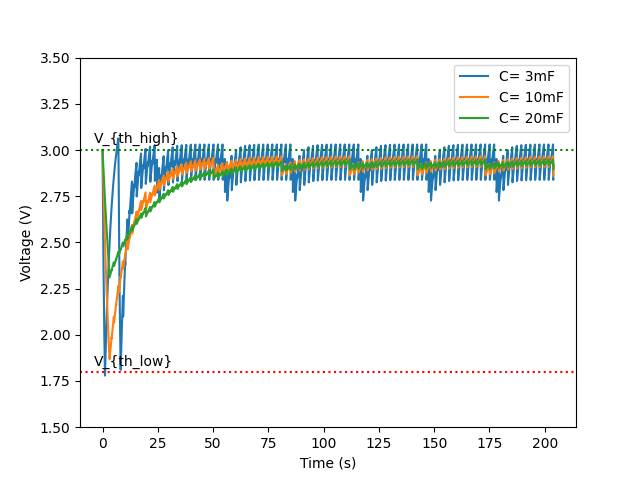 3.50
3.25
3.00
2.75
2.50
2.25
2.00
1.75
1.50
Voltage (V)
V_{th_high}
V_{th_low}
C= 3mF
C= 10mF
C= 20mF
0
25
50
75
100
125
150
175
200
Time (s)